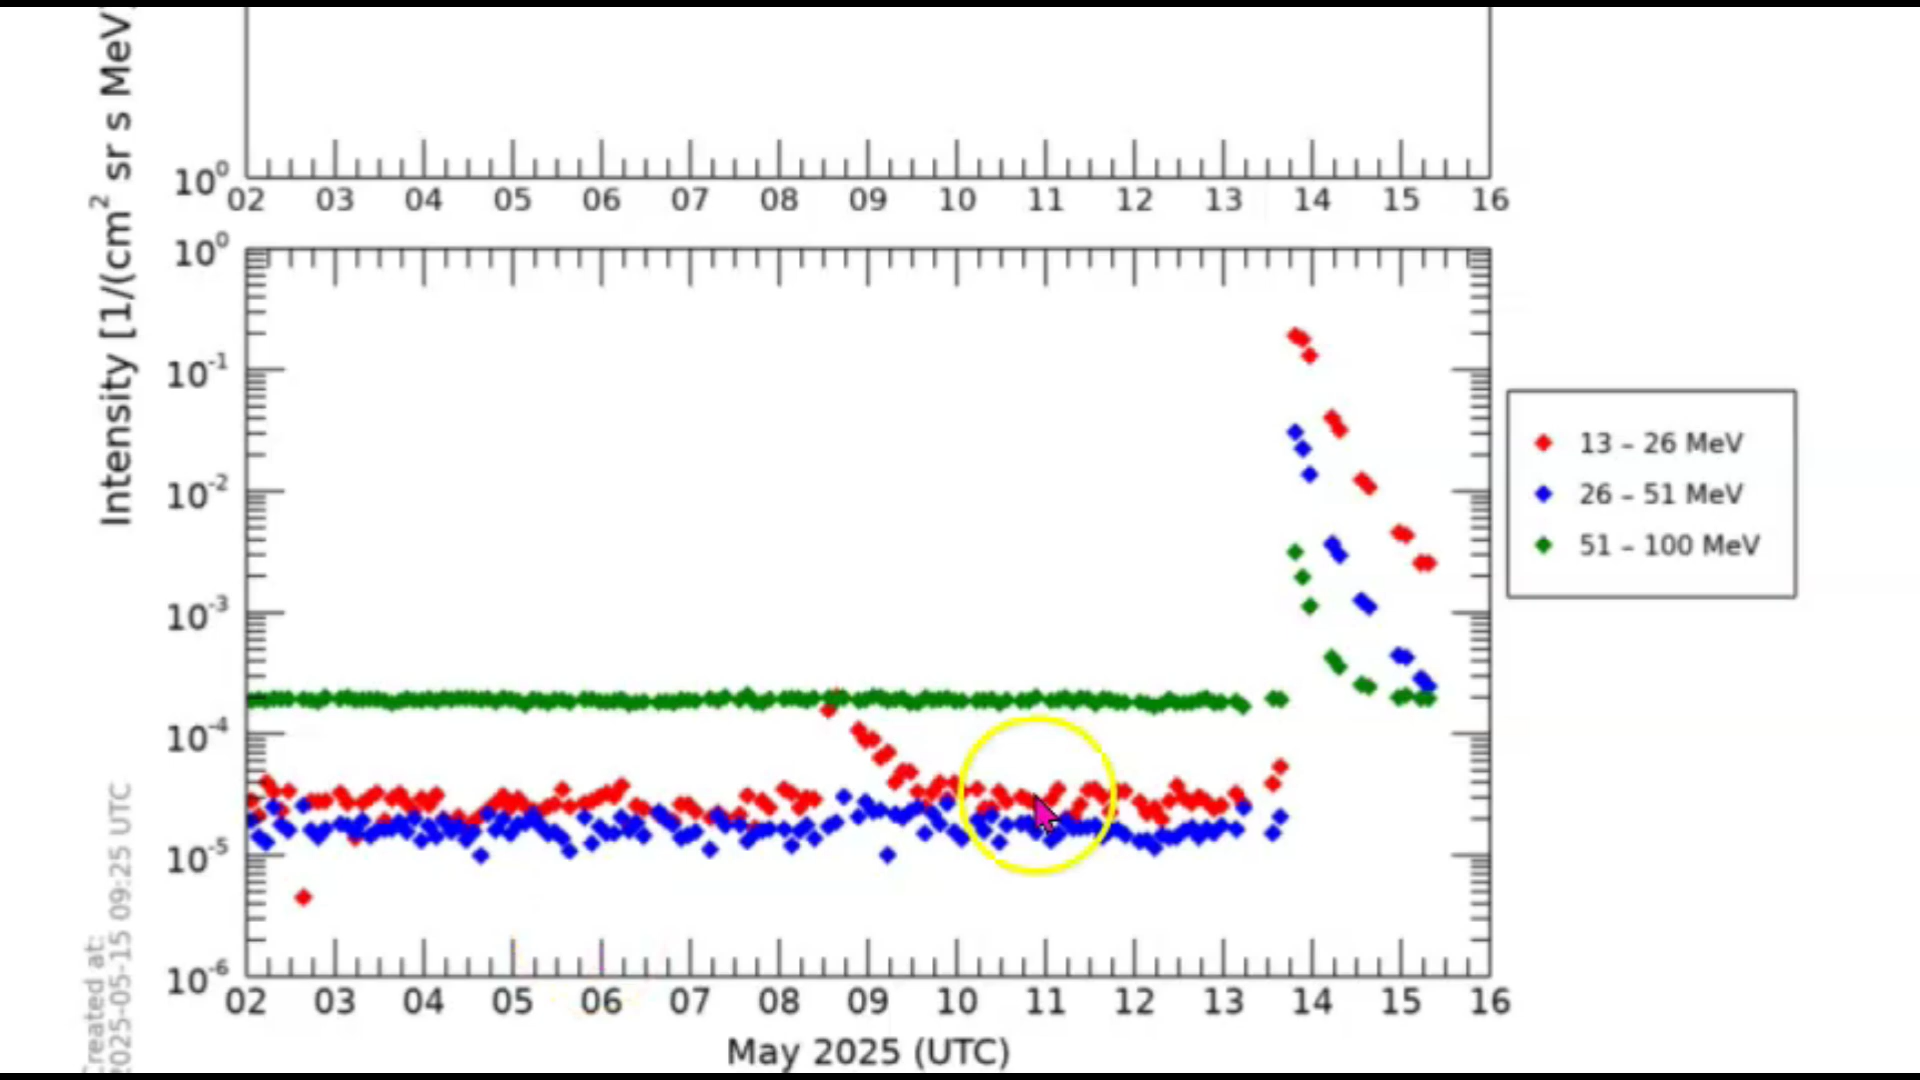 Intensity [1/(cm² sr s MeV
10⁰
02 03 04 05 06 07 08 09 10 11 12 13 14 15 16
10⁰
10⁻¹
10⁻²
10⁻³
10⁻⁴
10⁻⁵
10⁻⁶
02 03 04 05 06 07 08 09 10 11 12 13 14 15 16
May 2025 (UTC)
13 – 26 MeV
26 – 51 MeV
51 – 100 MeV
Created at:
2025-05-15 09:25 UTC